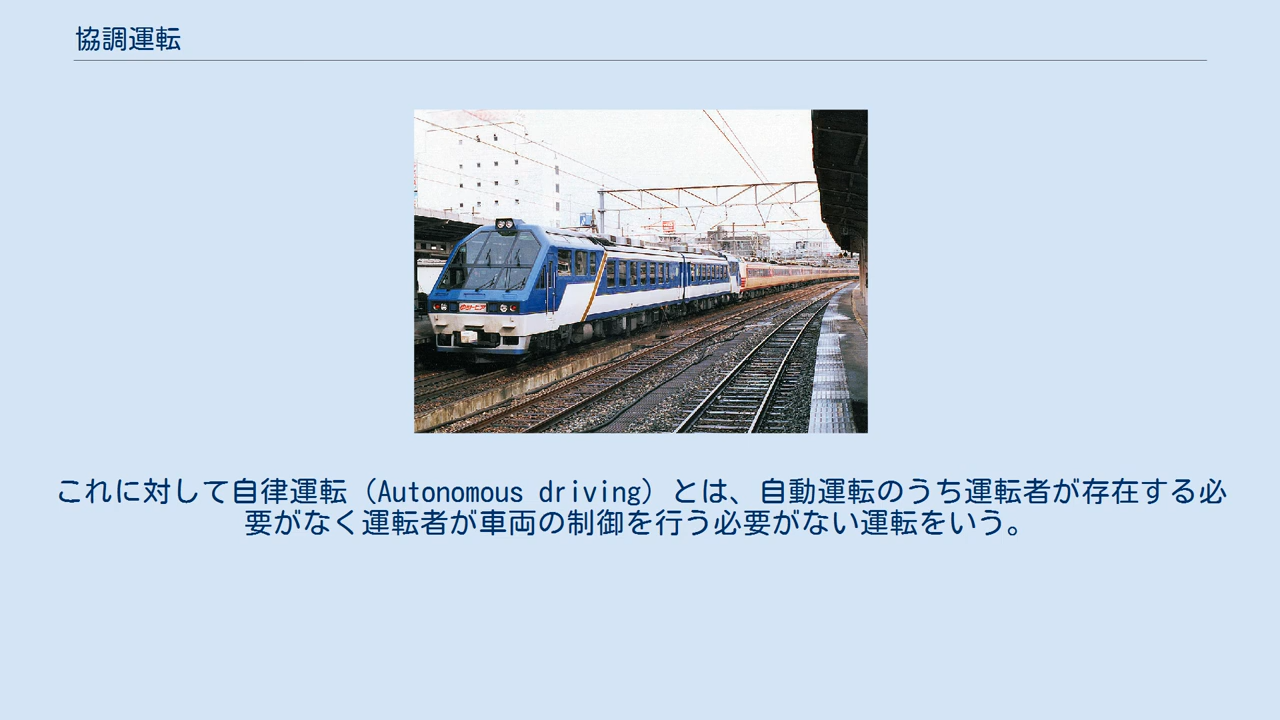 協調運転
これに対して自律運転（Autonomous driving）とは、自動運転のうち運転者が存在する必
要がなく運転者が車両の制御を行う必要がない運転をいう。